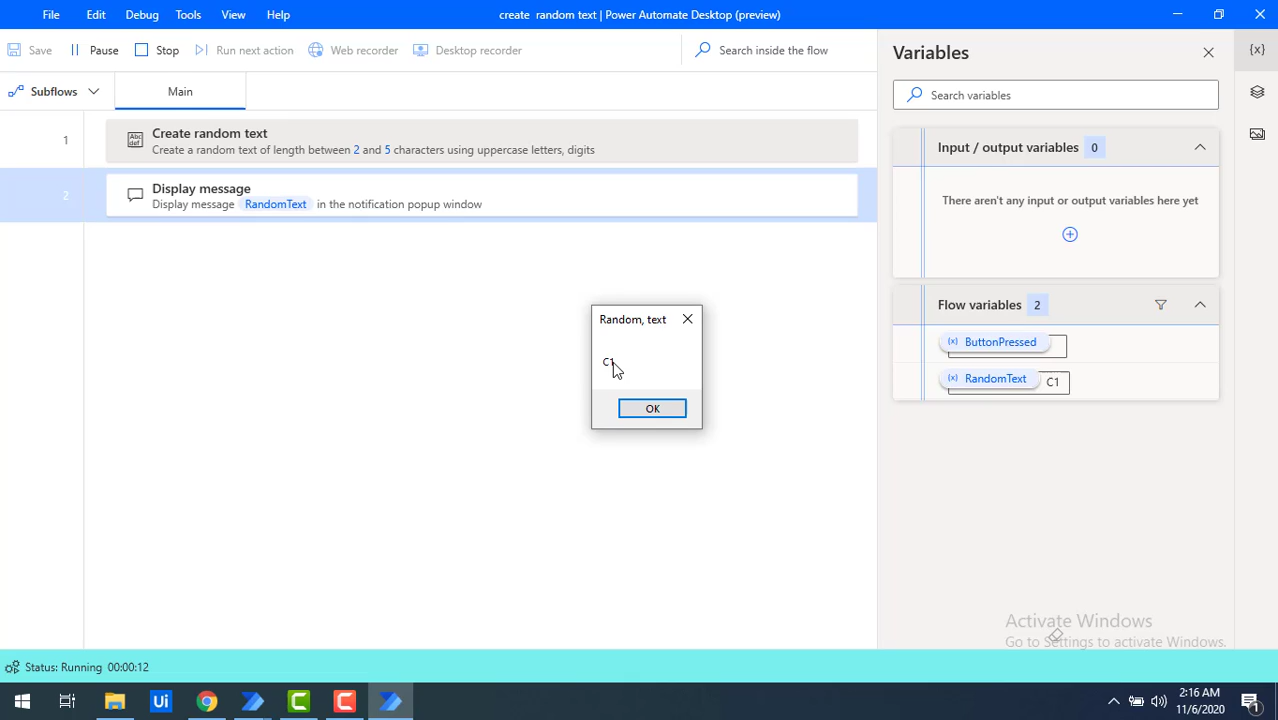 File Edit Debug Tools View Help create random text | Power Automate Desktop (preview)
Save Pause Stop Run next action Web recorder Desktop recorder Search inside the flow
Subflows Main
1 Create random text
Create a random text of length between 2 and 5 characters using uppercase letters, digits
2 Display message
Display message RandomText in the notification popup window
Random, text
C1
OK
Variables
{x}
Search variables
Input / output variables 0
There aren't any input or output variables here yet
Flow variables 2
(x) ButtonPressed
(x) RandomText C1
Activate Windows
Go to Settings to activate Windows.
Status: Running 00:00:12
Ui
2:16 AM
11/6/2020
1